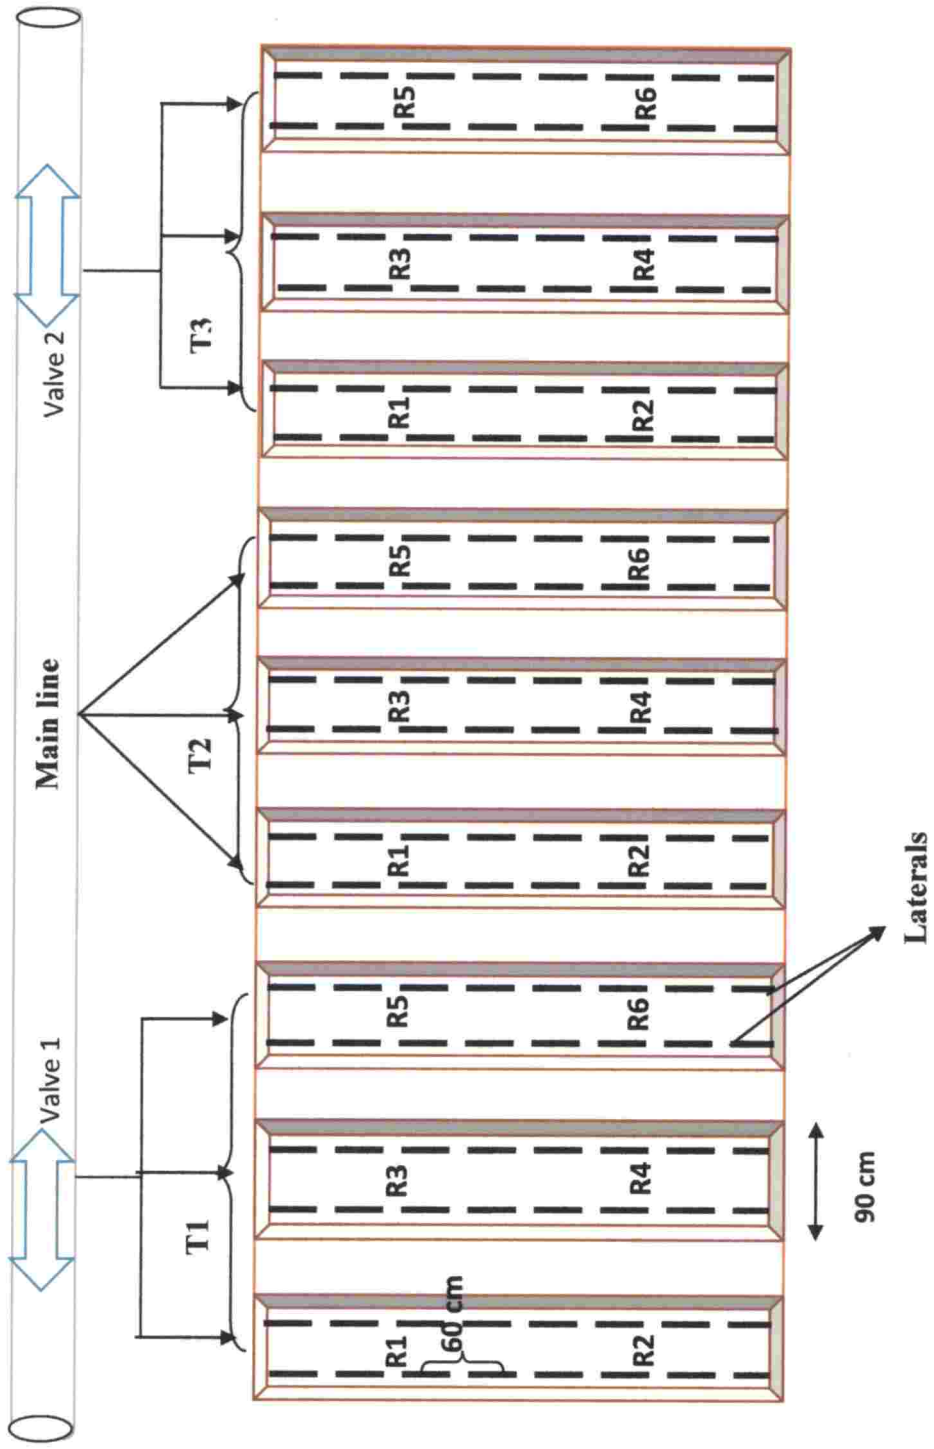 Valve 1
Main line
Valve 2
T1
T2
T3
R1
R3
R5
R1
R3
R5
R1
R3
R5
60 cm
R2
R4
R6
R2
R4
R6
R2
R4
R6
90 cm
Laterals